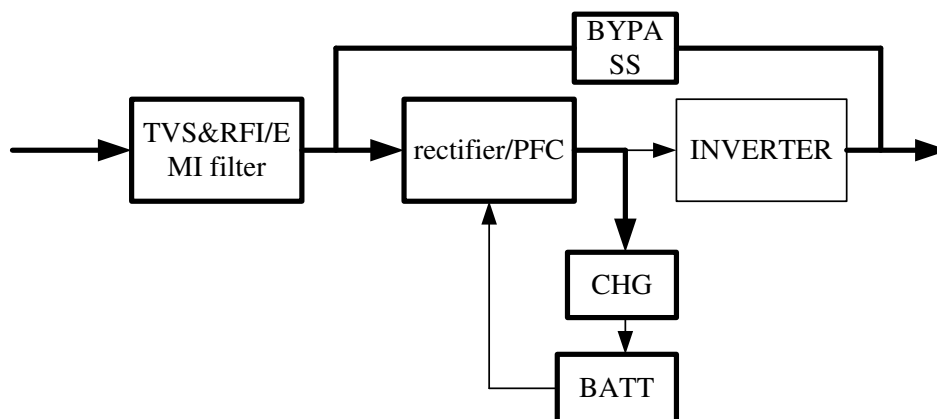 BYPA
SS
TVS&RFI/E
MI filter
rectifier/PFC
INVERTER
CHG
BATT